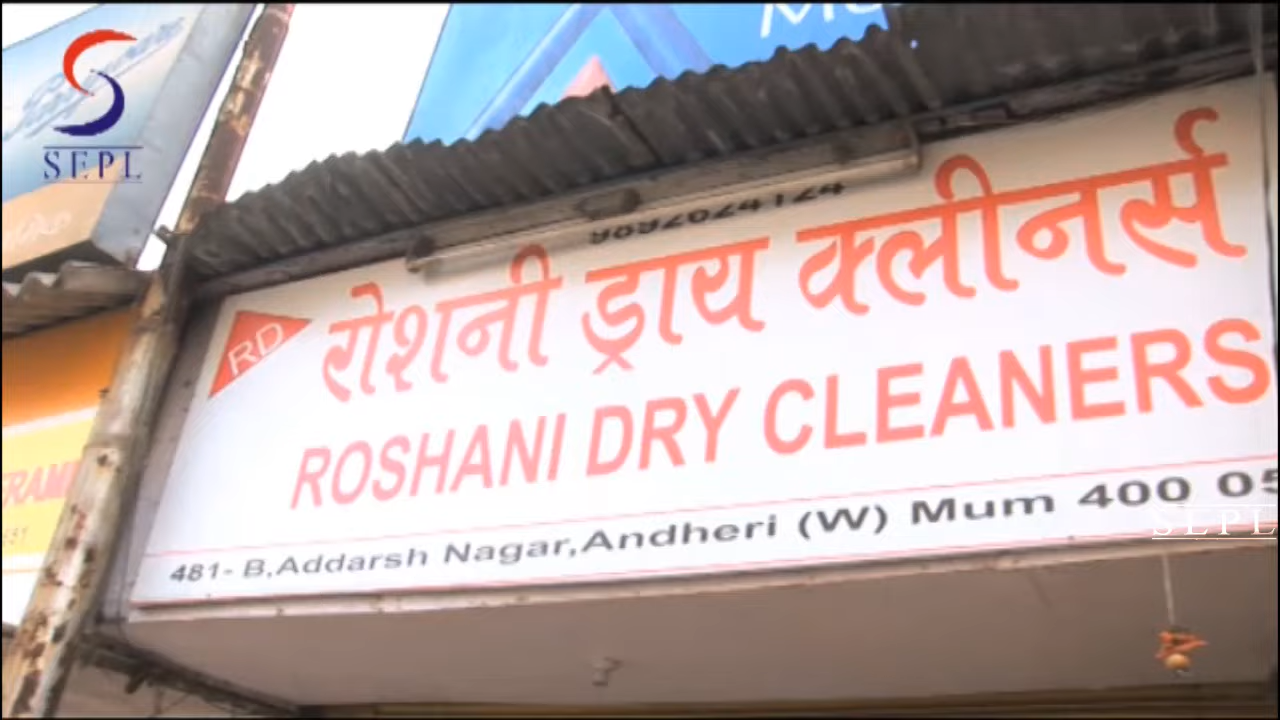 SEPL
रोशनी ड्राय क्लीनर्स
RD
ROSHANI DRY CLEANERS
481- B,Addarsh Nagar,Andheri (W) Mum 400 05
SEPL